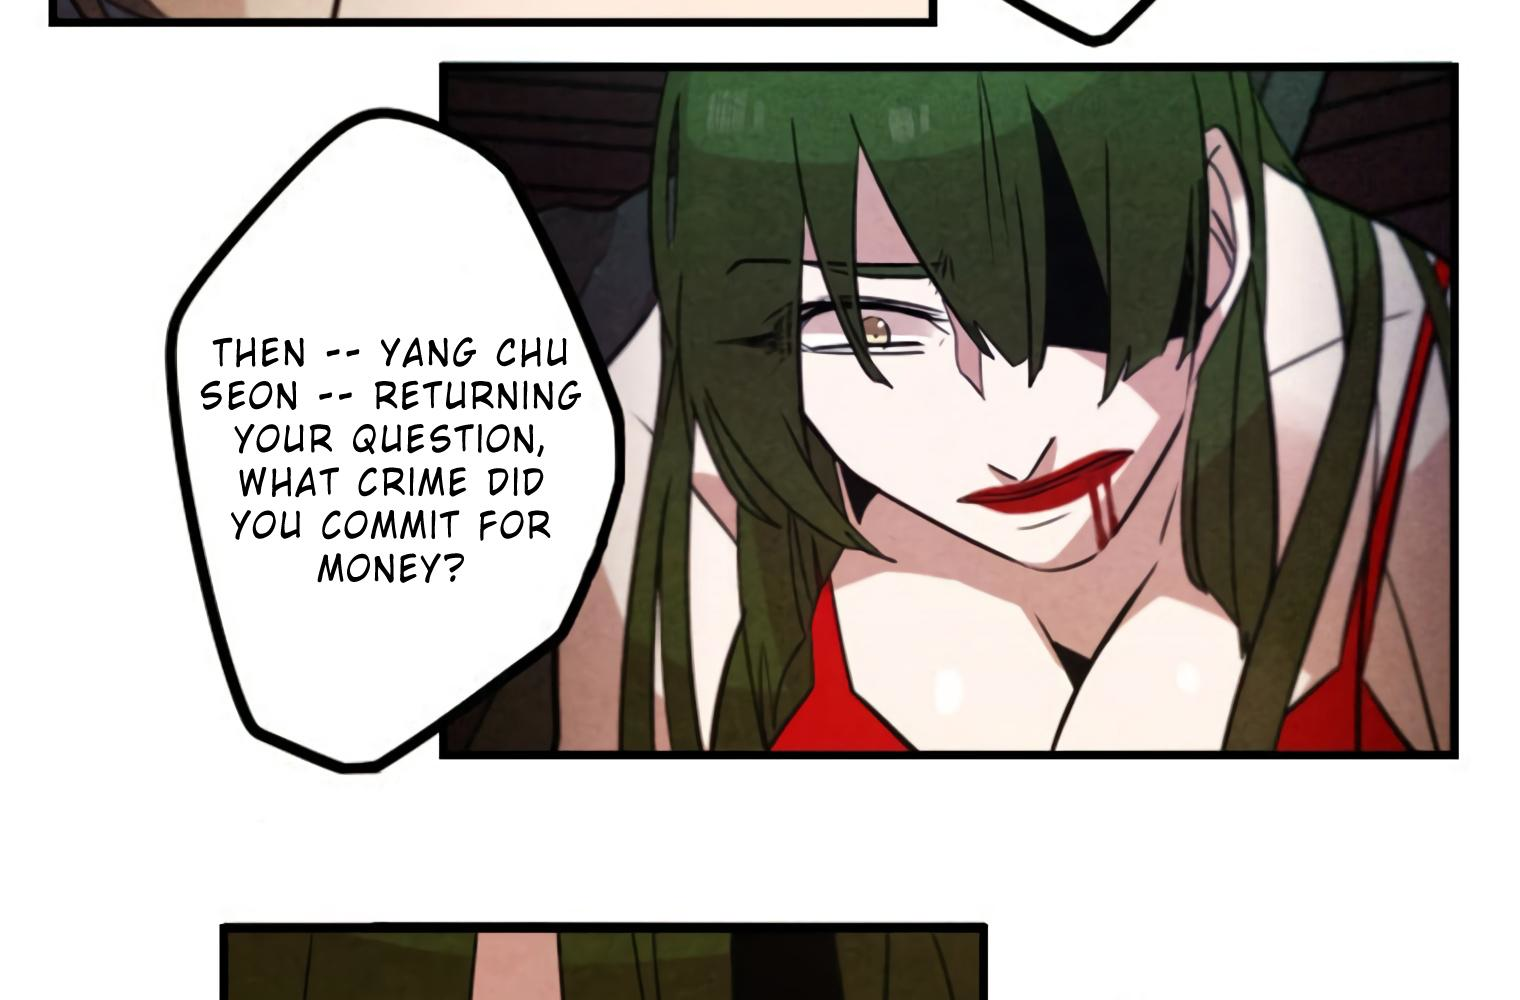 THEN -- YANG CHU
SEON -- RETURNING
YOUR QUESTION,
WHAT CRIME DID
YOU COMMIT FOR
MONEY?